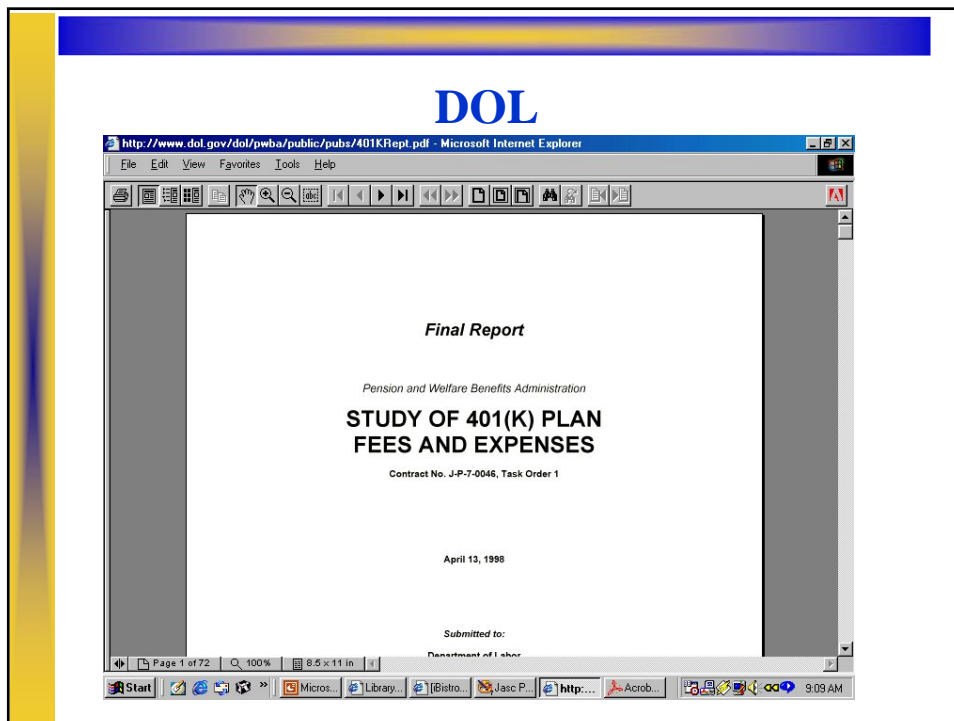 DOL
http://www.dol.gov/dol/pwba/public/pubs/401KRept.pdf - Microsoft Internet Explorer
File Edit View Favorites Tools Help
Final Report
Pension and Welfare Benefits Administration
STUDY OF 401(K) PLAN
FEES AND EXPENSES
Contract No. J-P-7-0046, Task Order 1
April 13, 1998
Submitted to:
Department of Labor
Page 1 of 72 100% 8.5 x 11 in
Start » Micros... Library... [iBistro... Jasc P... http:... Acrob... 9:09 AM